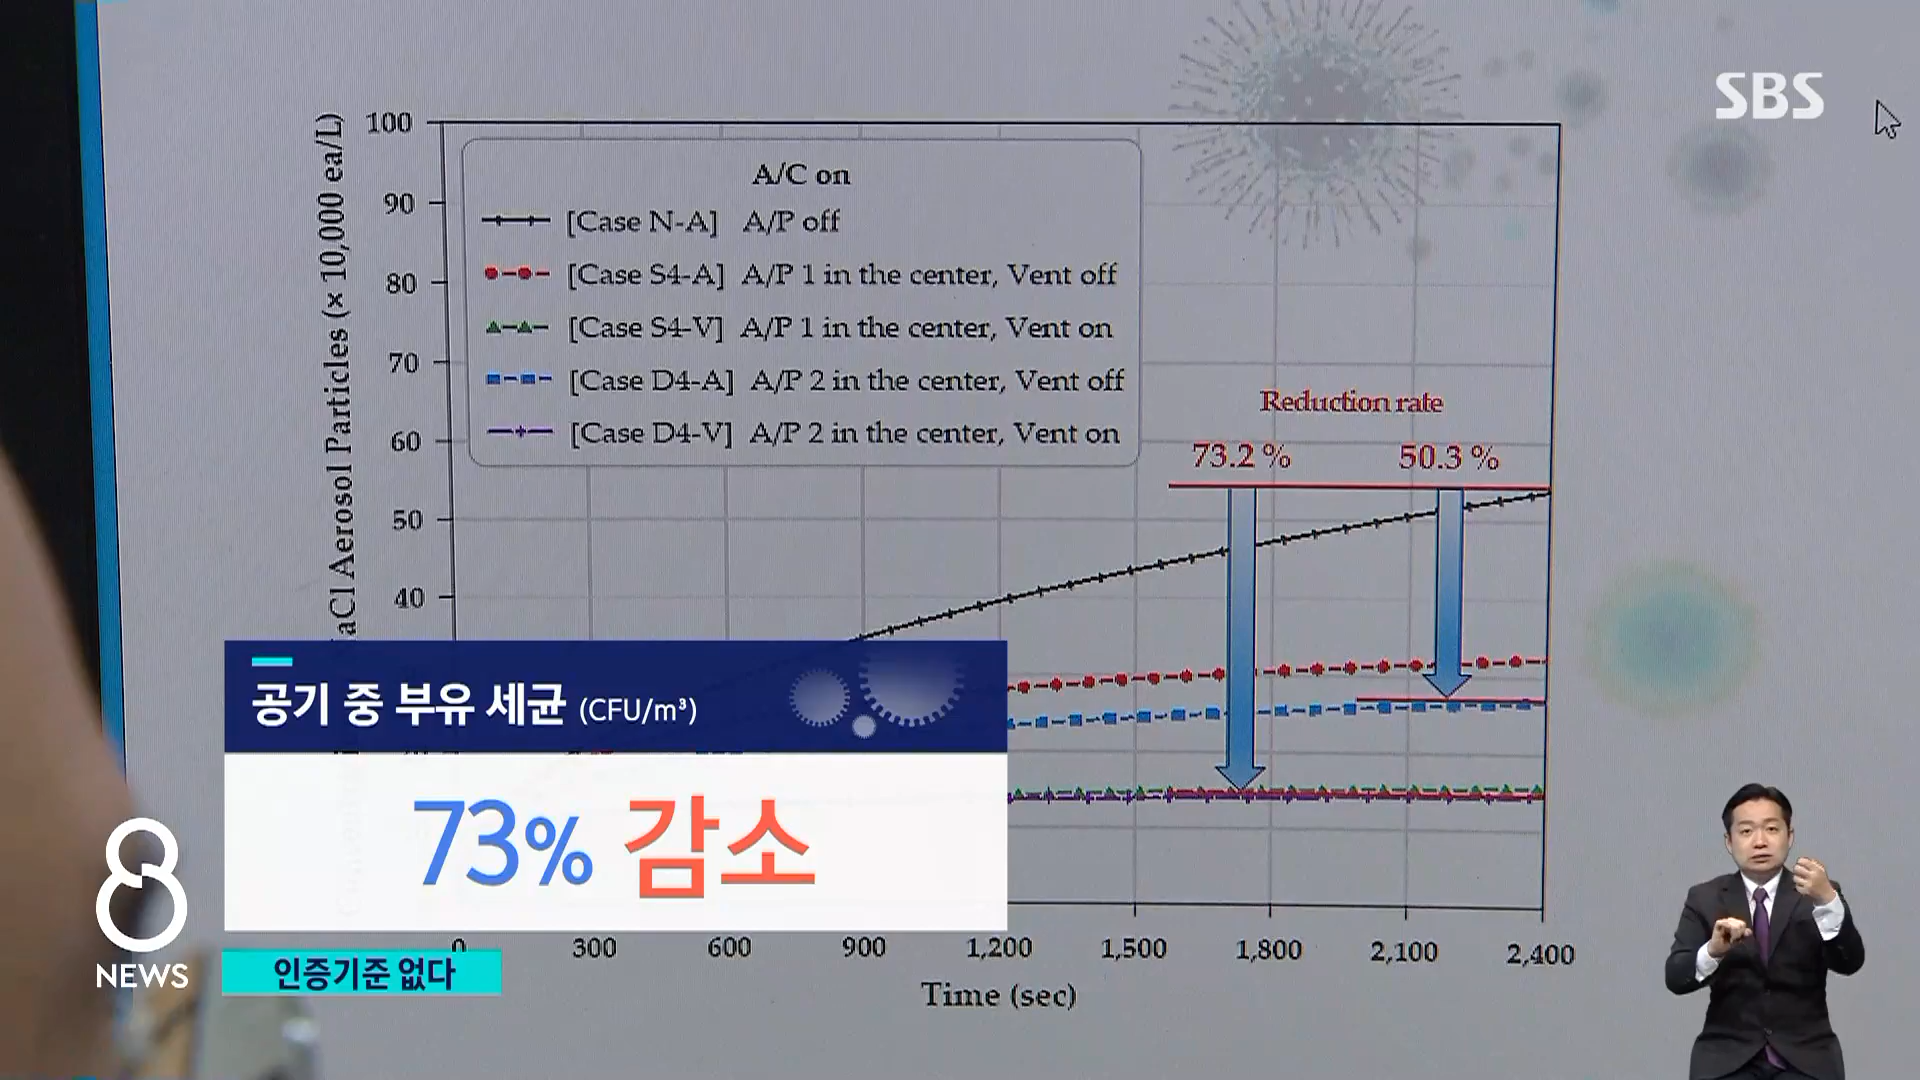 SBS
100
90
80
70
60
50
40
aCl Aerosol Particles (× 10,000 ea/L)
A/C on
[Case N-A] A/P off
[Case S4-A] A/P 1 in the center, Vent off
[Case S4-V] A/P 1 in the center, Vent on
[Case D4-A] A/P 2 in the center, Vent off
[Case D4-V] A/P 2 in the center, Vent on
Reduction rate
73.2 % 50.3 %
공기 중 부유 세균 (CFU/m³)
73% 감소
0 300 600 900 1,200 1,500 1,800 2,100 2,400
Time (sec)
8
NEWS
인증기준 없다